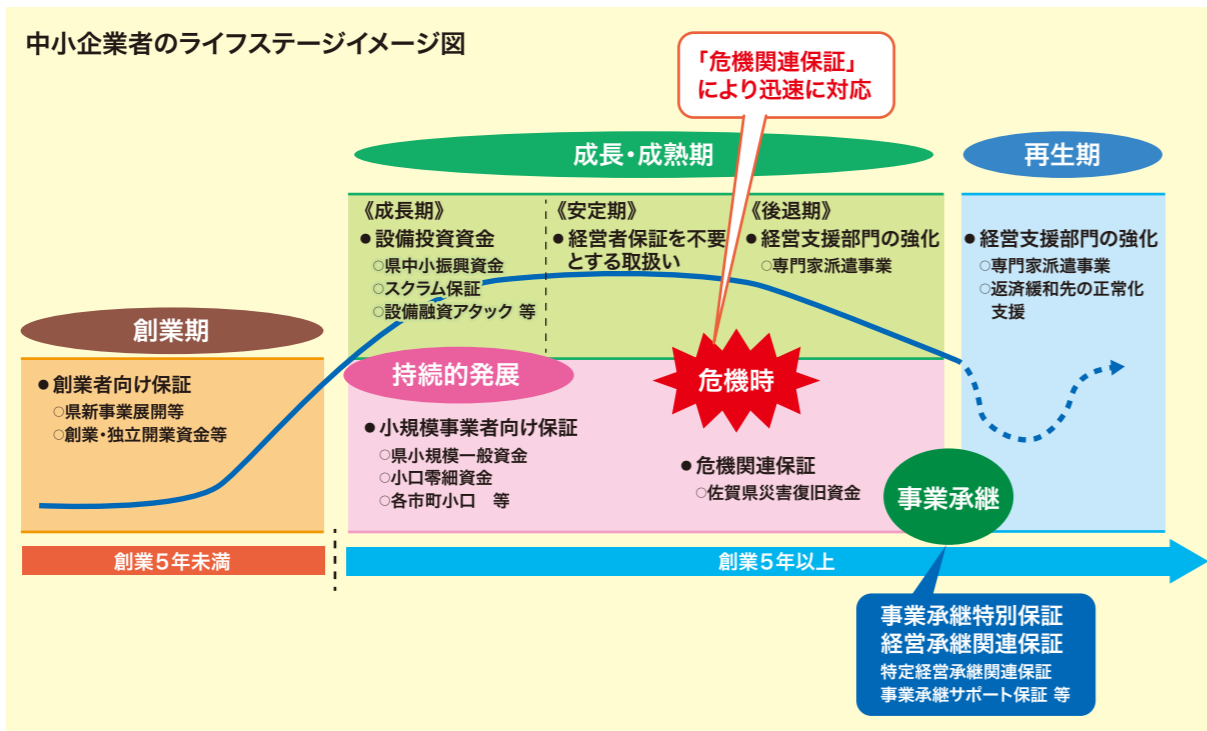 中小企業者のライフステージイメージ図
「危機関連保証」
により迅速に対応
成長・成熟期
再生期
《成長期》
●設備投資資金
○県中小振興資金
○スクラム保証
○設備融資アタック 等
《安定期》
●経営者保証を不要
とする取扱い
《後退期》
●経営支援部門の強化
○専門家派遣事業
●経営支援部門の強化
○専門家派遣事業
○返済緩和先の正常化
支援
創業期
●創業者向け保証
○県新事業展開等
○創業・独立開業資金等
持続的発展
●小規模事業者向け保証
○県小規模一般資金
○小口零細資金
○各市町小口　等
危機時
●危機関連保証
○佐賀県災害復旧資金
事業承継
創業5年未満
創業5年以上
事業承継特別保証
経営承継関連保証
特定経営承継関連保証
事業承継サポート保証 等